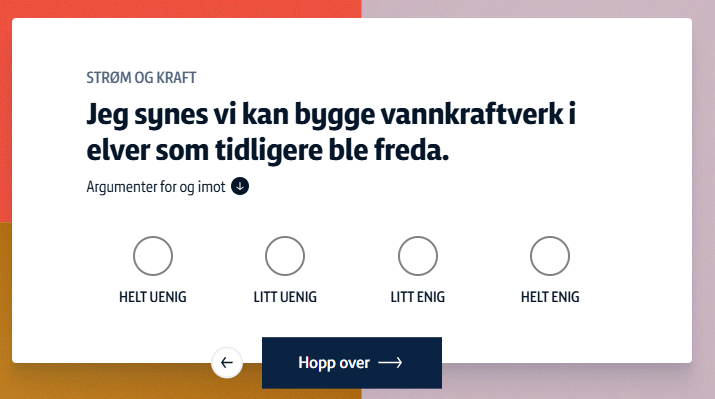 STRØM OG KRAFT
Jeg synes vi kan bygge vannkraftverk i
elver som tidligere ble freda.
Argumenter for og imot
HELT UENIG
LITT UENIG
LITT ENIG
HELT ENIG
Hopp over